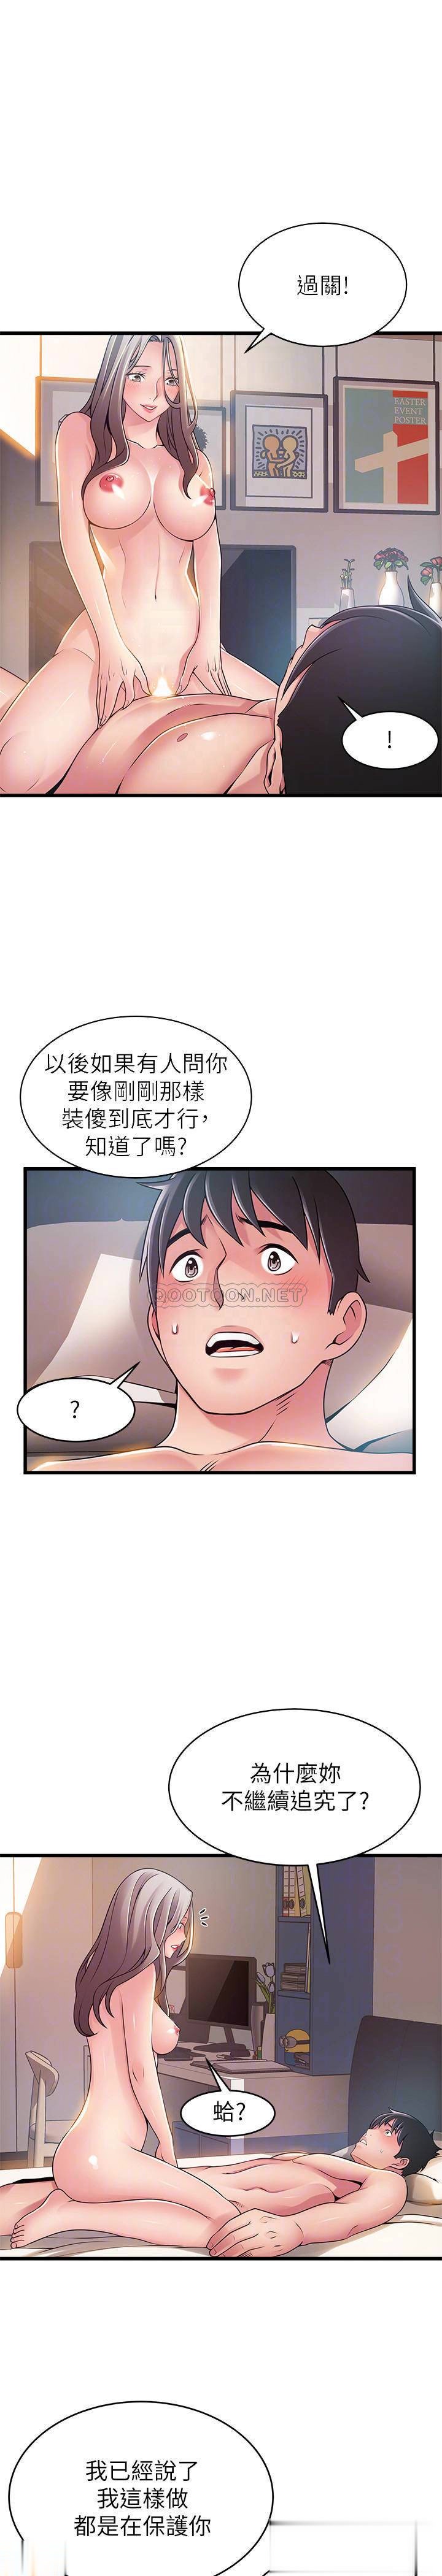 過關!
EASTER
EVENT
POSTER
!
以後如果有人問你
要像剛剛那樣
裝傻到底才行，
知道了嗎?
OOTOON.NET
?
為什麼妳
不繼續追究了?
蛤?
我已經說了
我這樣做
都是在保護你